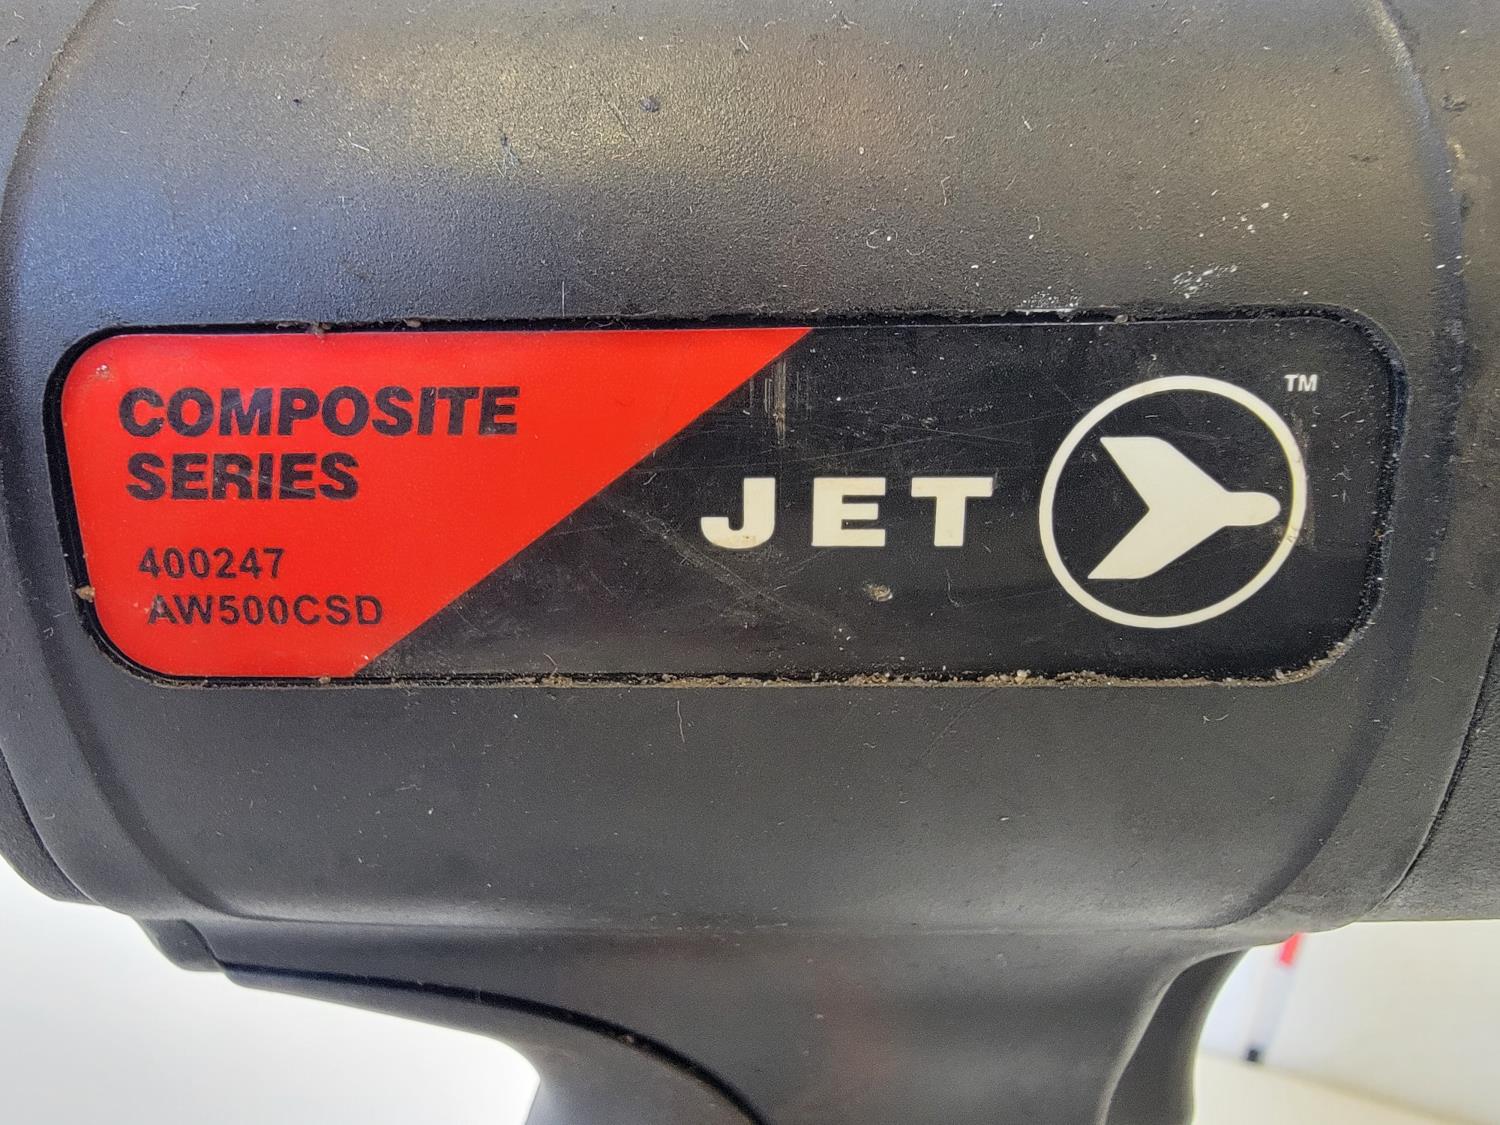 COMPOSITE
SERIES
400247
AW500CSD
JET
TM